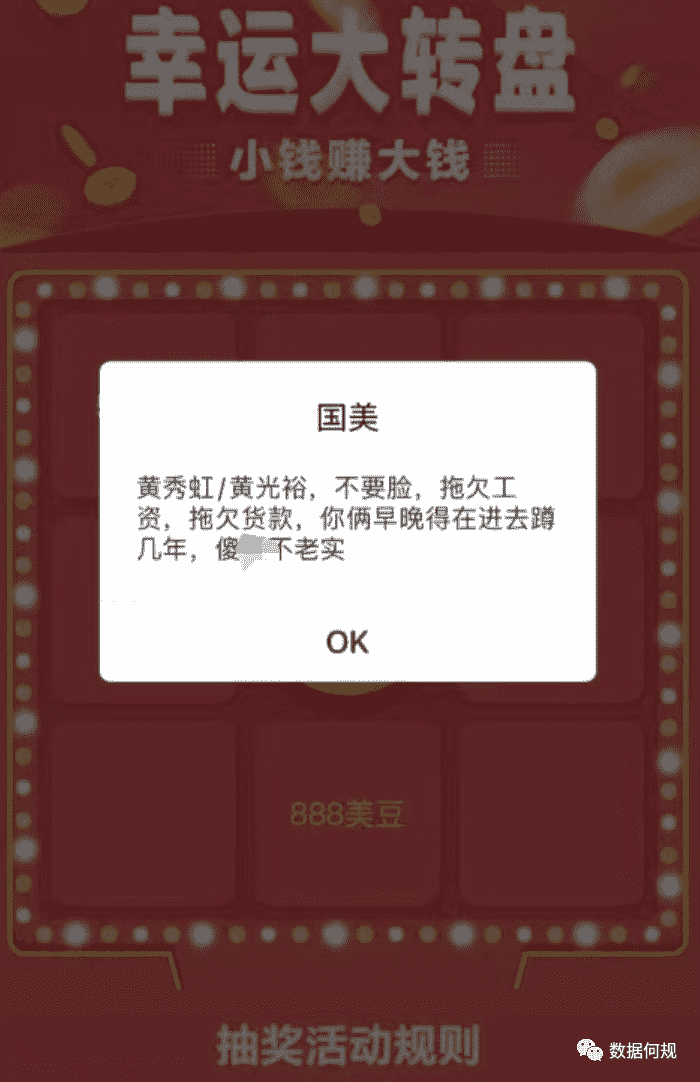 幸运大转盘
小钱赚大钱
国美
黄秀虹/黄光裕，不要脸，拖欠工
资，拖欠货款，你俩早晚得在进去蹲
几年，傻 不老实
OK
888美豆
抽奖活动规则
数据何规